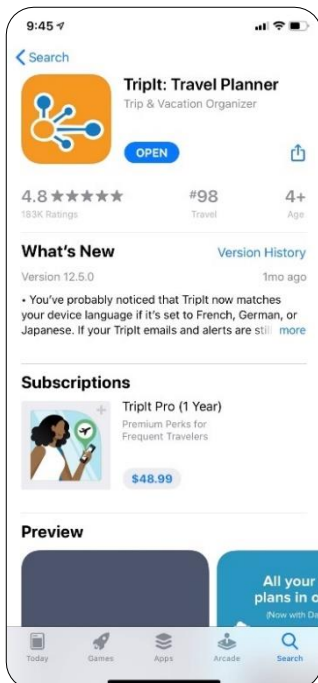 9:45
Search
TripIt: Travel Planner
Trip & Vacation Organizer
OPEN
4.8 #98 4+
183K Ratings Travel Age
What's New Version History
Version 12.5.0 1mo ago
• You've probably noticed that TripIt now matches
your device language if it's set to French, German, or
Japanese. If your TripIt emails and alerts are still more
Subscriptions
TripIt Pro (1 Year)
Premium Perks for
Frequent Travelers
$48.99
Preview
All your
plans in o
(Now with Da
Today Games Apps Arcade Search